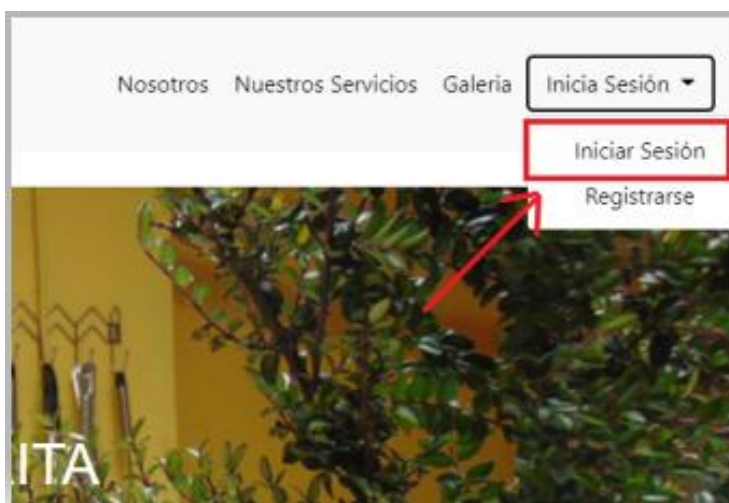 Nosotros Nuestros Servicios Galeria Inicia Sesión
Iniciar Sesión
Registrarse
ITÀ